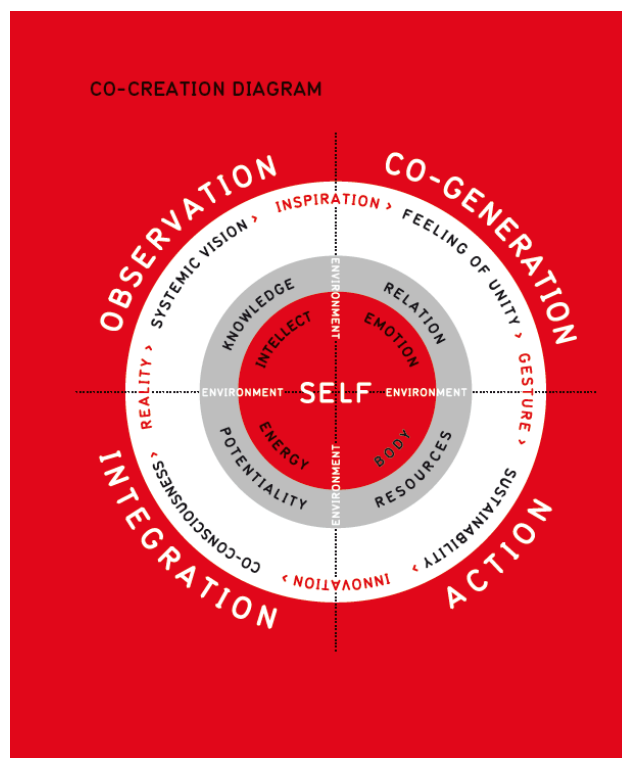 CO-CREATION DIAGRAM
OBSERVATION
CO-GENERATION
ACTION
INTEGRATION
SYSTEMIC VISION >
INSPIRATION >
FEELING OF UNITY >
GESTURE >
SUSTAINABILITY >
INNOVATION >
CO-CONSCIOUSNESS >
REALITY >
KNOWLEDGE
RELATION
RESOURCES
POTENTIALITY
ENVIRONMENT
ENVIRONMENT
ENVIRONMENT
ENVIRONMENT
INTELLECT
EMOTION
BODY
ENERGY
SELF